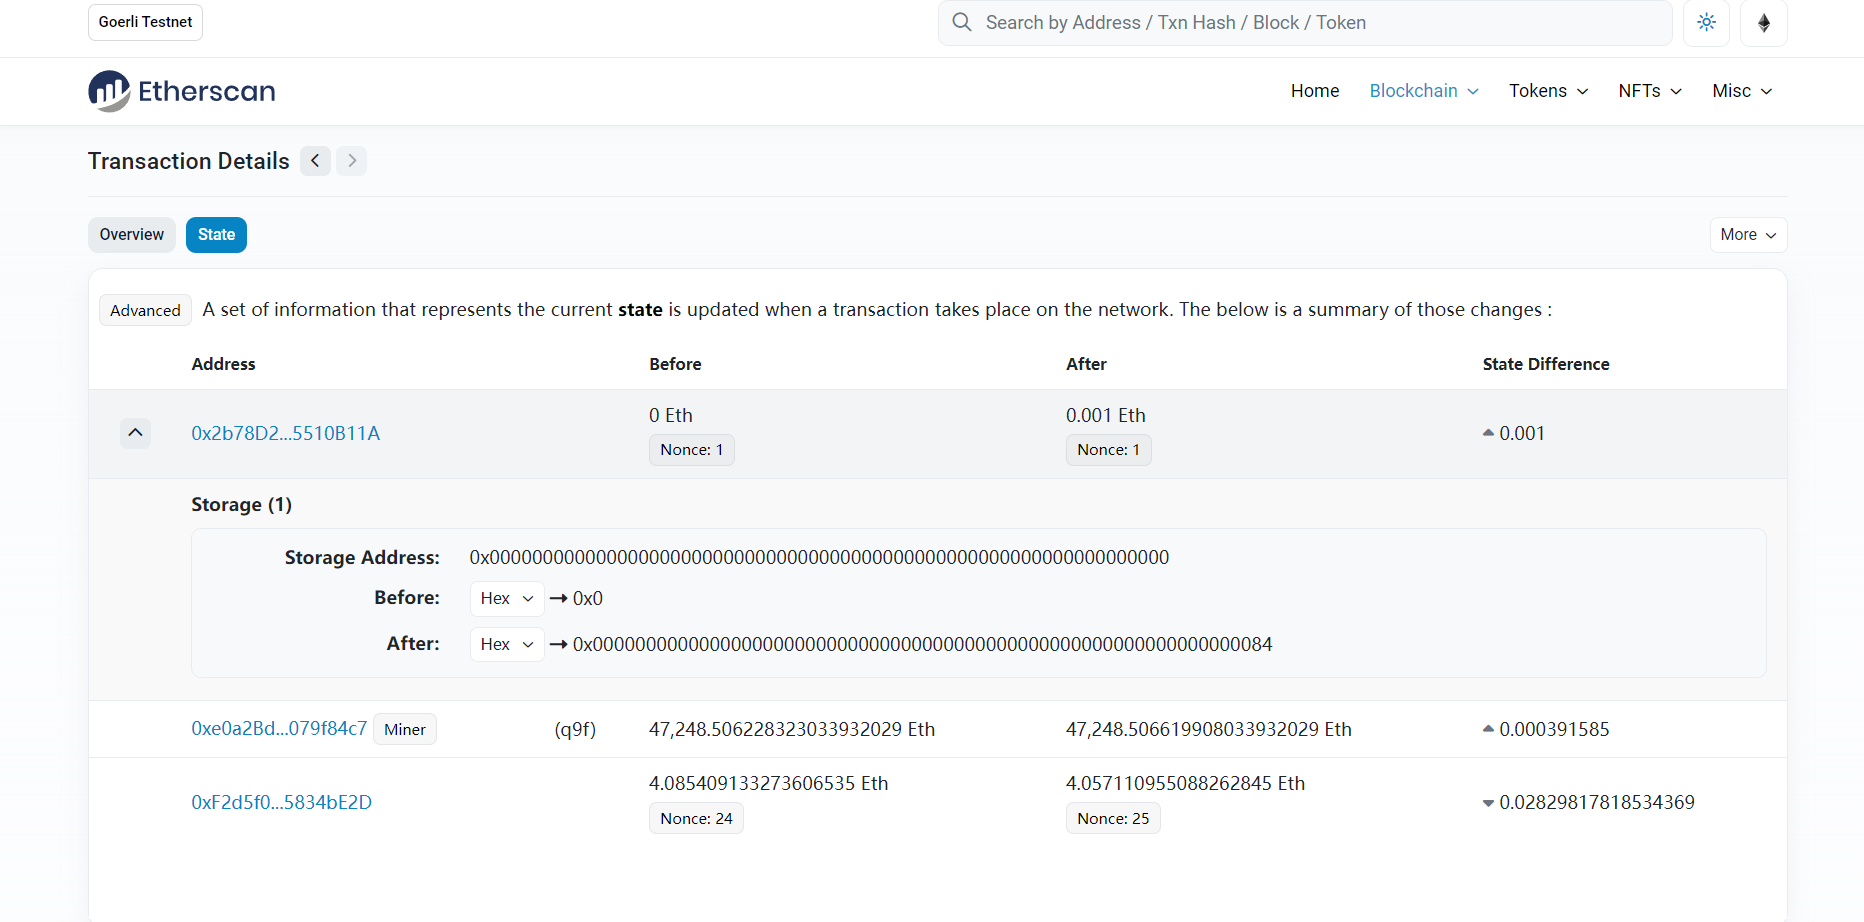 Goerli Testnet
Search by Address / Txn Hash / Block / Token
Etherscan
Home Blockchain Tokens NFTs Misc
Transaction Details
Overview State More
Advanced A set of information that represents the current state is updated when a transaction takes place on the network. The below is a summary of those changes :
Address Before After State Difference
0x2b78D2...5510B11A 0 Eth Nonce: 1 0.001 Eth Nonce: 1 0.001
Storage (1)
Storage Address: 0x0000000000000000000000000000000000000000000000000000000000000000
Before: Hex → 0x0
After: Hex → 0x0000000000000000000000000000000000000000000000000000000000000084
0xe0a2Bd...079f84c7 Miner (q9f) 47,248.506228323033932029 Eth 47,248.506619908033932029 Eth 0.000391585
0xF2d5f0...5834bE2D 4.085409133273606535 Eth Nonce: 24 4.057110955088262845 Eth Nonce: 25 0.02829817818534369